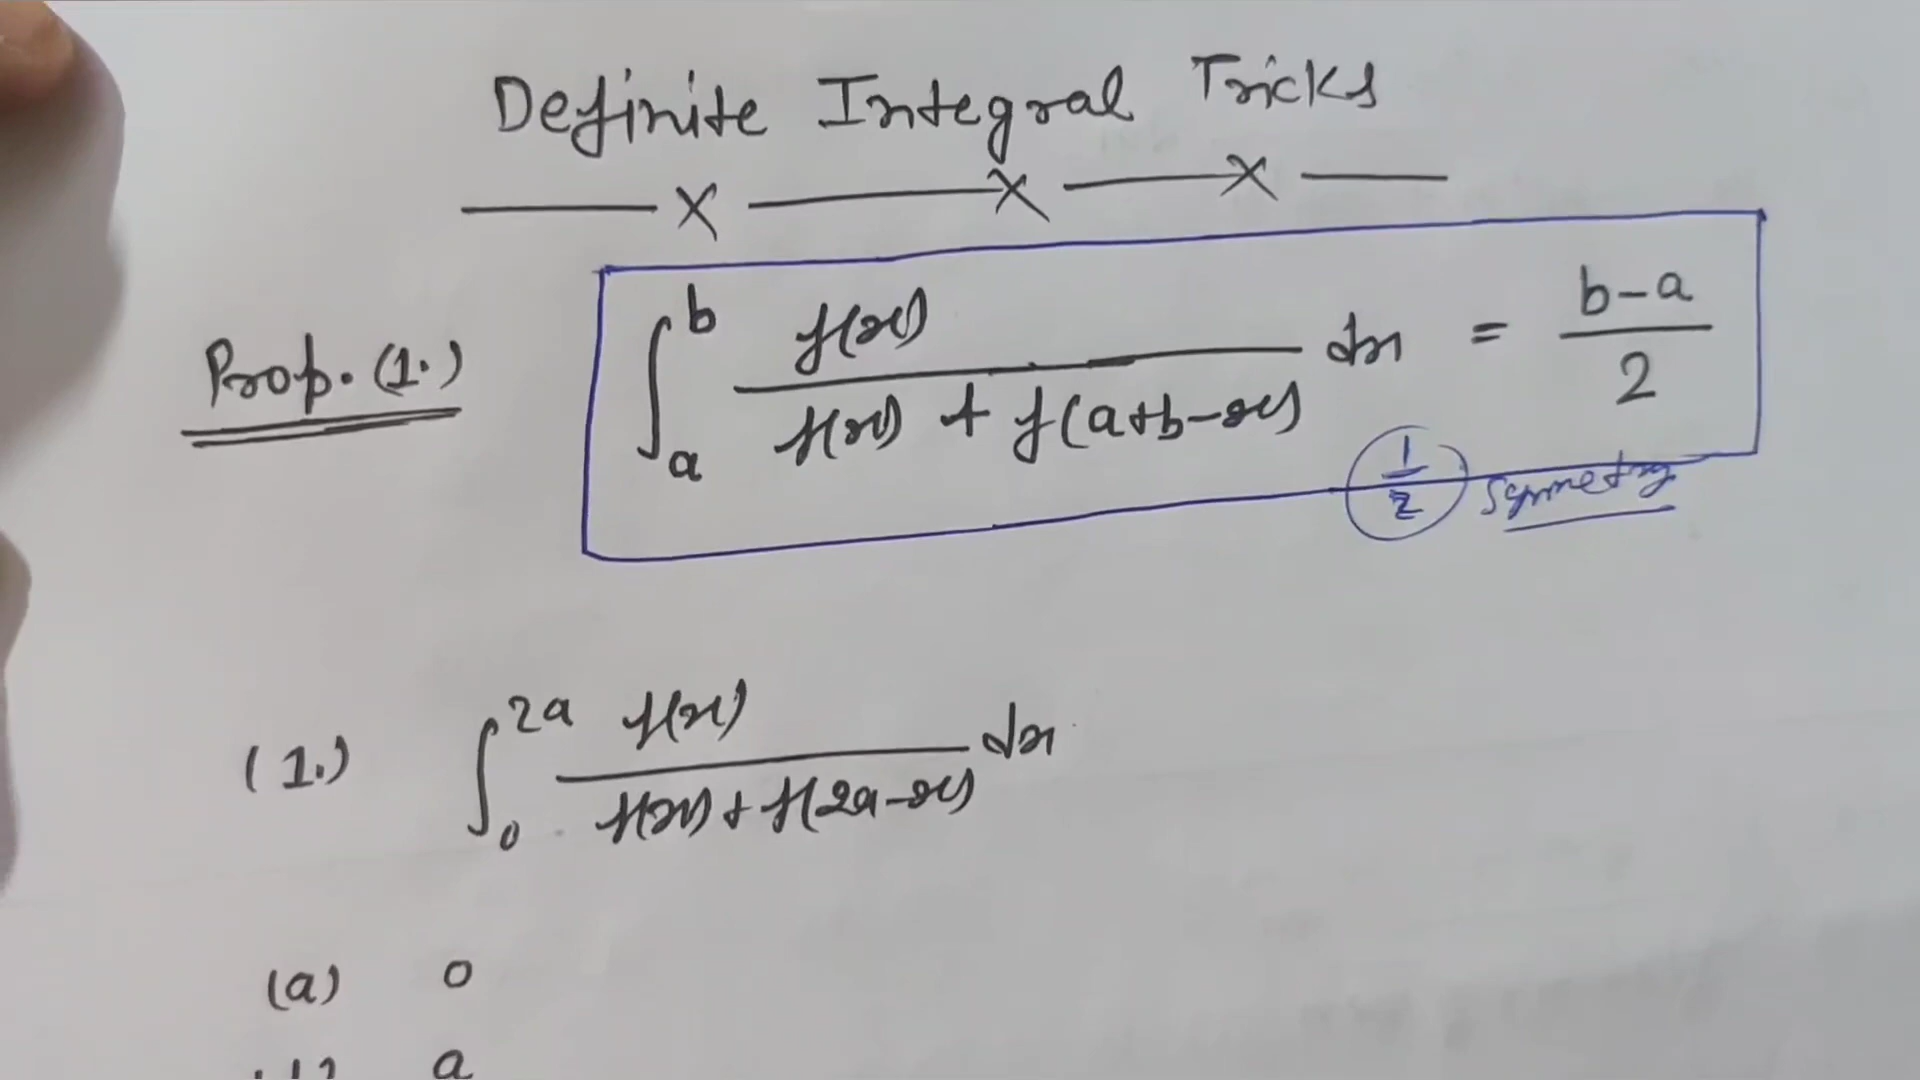 Definite Integral Tricks
—— X —— X —— X ——
Prop. (1.) ∫_a^b f(x) / (f(x) + f(a+b-x)) dx = (b-a)/2
1/2 Symmetry
(1.) ∫_0^{2a} f(x) / (f(x)+f(2a-x)) dx
(a) 0
a